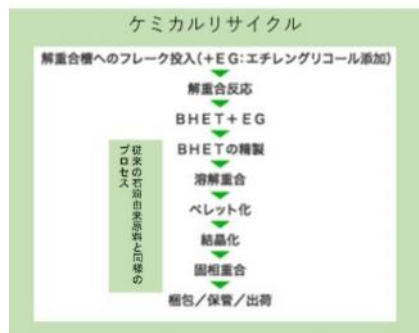 ケミカルリサイクル
解重合槽へのフレーク投入(+EG:エチレングリコール添加)
解重合反応
BHET+EG
BHETの精製
溶解重合
ペレット化
結晶化
固相重合
梱包/保管/出荷
従来の石油由来原料と同様の
プロセス